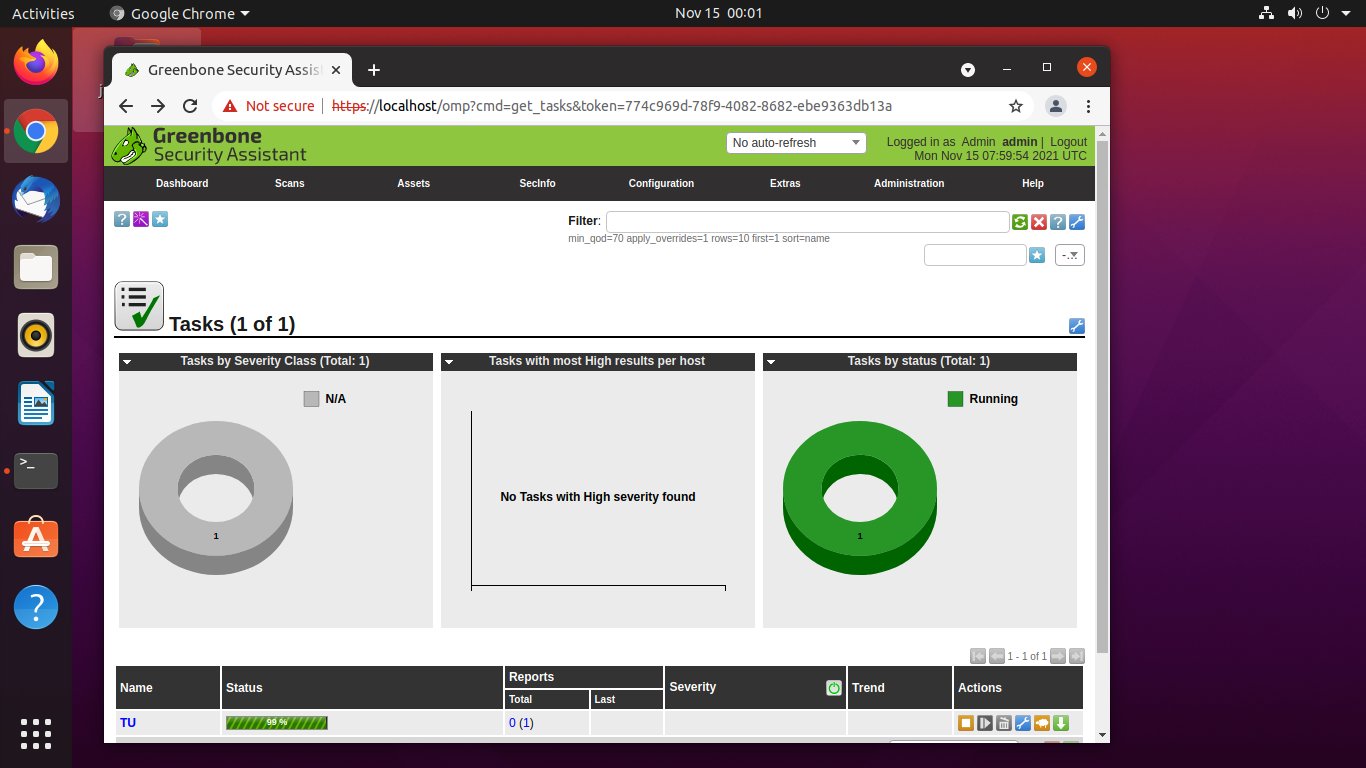 Activities Google Chrome Nov 15 00:01
Greenbone Security Assis
Not secure https://localhost/omp?cmd=get_tasks&token=774c969d-78f9-4082-8682-ebe9363db13a
Greenbone
Security Assistant
No auto-refresh
Logged in as Admin admin | Logout
Mon Nov 15 07:59:54 2021 UTC
Dashboard Scans Assets SecInfo Configuration Extras Administration Help
Filter:
min_qod=70 apply_overrides=1 rows=10 first=1 sort=name
-...
Tasks (1 of 1)
Tasks by Severity Class (Total: 1)
N/A
1
Tasks with most High results per host
No Tasks with High severity found
Tasks by status (Total: 1)
Running
1
1 - 1 of 1
Name Status Reports Severity Trend Actions
Total Last
TU 99 % 0 (1)